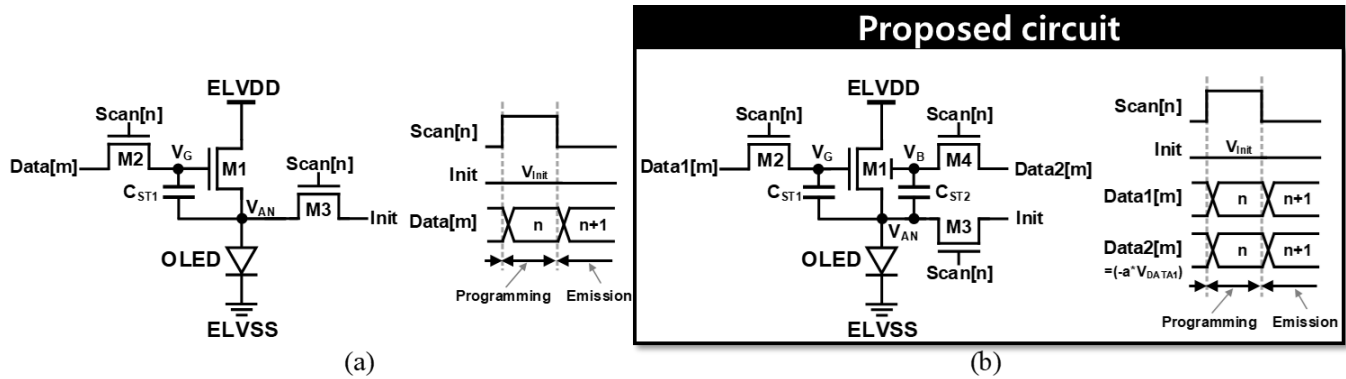 Proposed circuit
ELVDD
Scan[n]
Data[m]
M2
V_G
M1
C_ST1
Scan[n]
V_AN
M3
Init
OLED
ELVSS
Scan[n]
Init
V_Init
Data[m]
n
n+1
Programming
Emission
(a)
ELVDD
Scan[n]
Scan[n]
Data1[m]
M2
V_G
M1
V_B
M4
Data2[m]
C_ST1
C_ST2
V_AN
M3
Init
OLED
Scan[n]
ELVSS
Scan[n]
Init
V_Init
Data1[m]
n
n+1
Data2[m]
n
n+1
=(-a*V_DATA1)
Programming
Emission
(b)